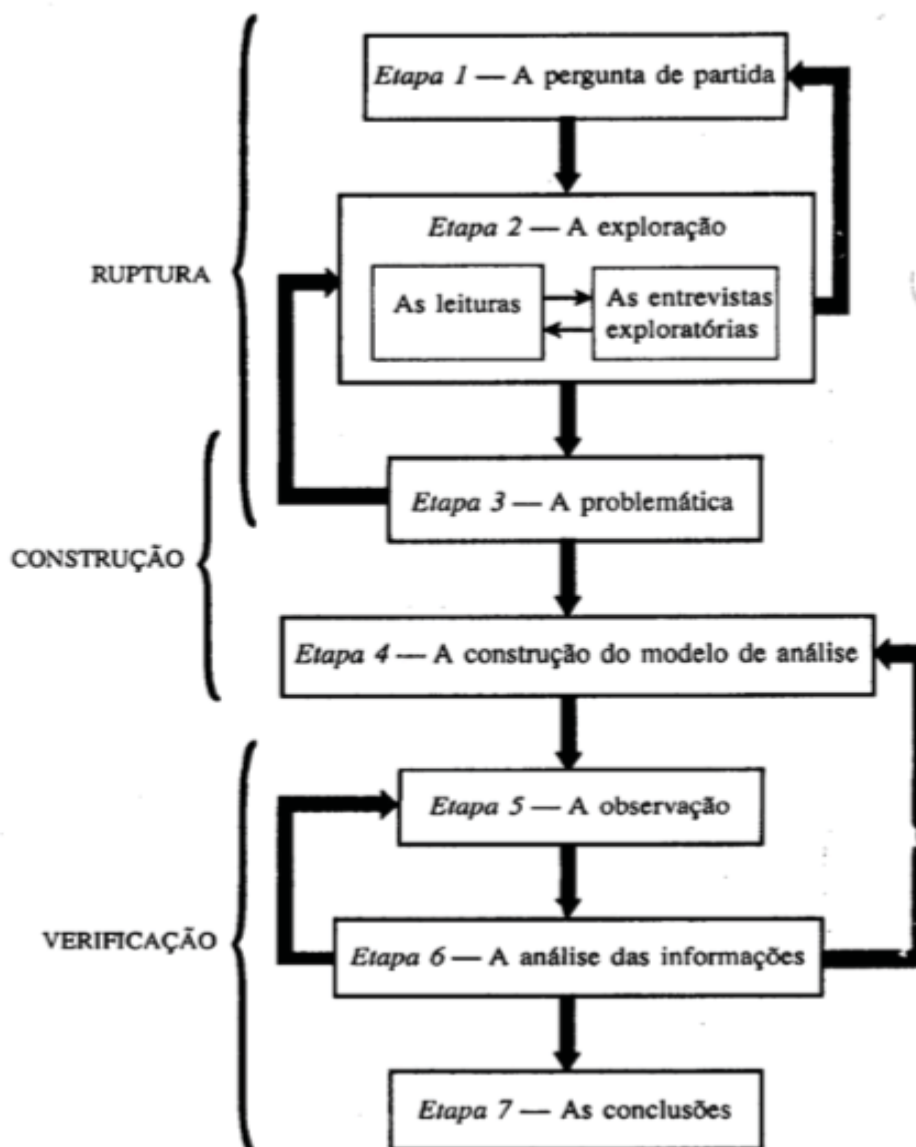 Etapa 1 — A pergunta de partida
Etapa 2 — A exploração
RUPTURA
As leituras
As entrevistas
exploratórias
Etapa 3 — A problemática
CONSTRUÇÃO
Etapa 4 — A construção do modelo de análise
Etapa 5 — A observação
VERIFICAÇÃO
Etapa 6 — A análise das informações
Etapa 7 — As conclusões